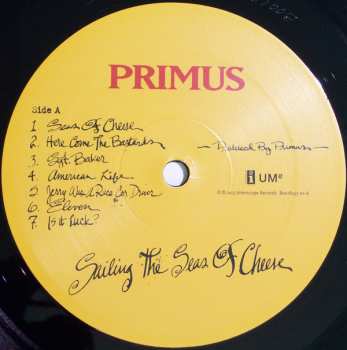 PRIMUS
Side A
1 Seas Of Cheese
2. Here Come The Bastards
3. Sgt. Baker
4. American Life
5 Jerry Was A Race Car Driver
6. Eleven
7. Is It Luck?
Produced By Primus
i UMe
Sailing The Seas Of Cheese